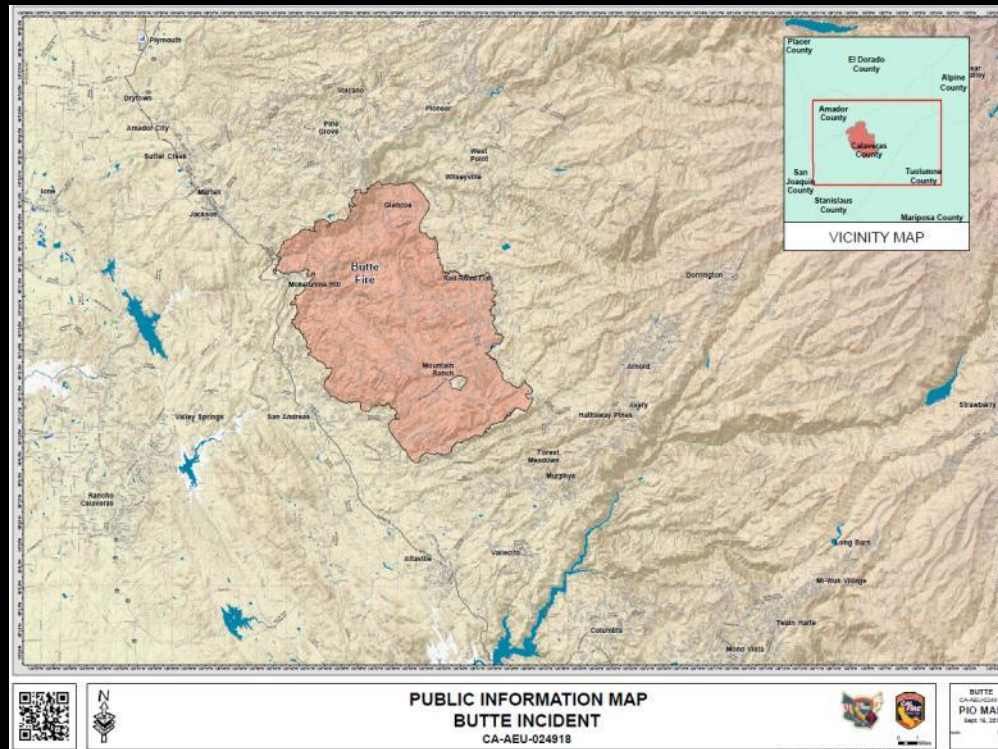 Plymouth
Drytown
Amador City
Sutter Creek
Ione
Martell
Jackson
Volcano
Pine
Grove
Pioneer
West
Point
Wilseyville
Glencoe
Butte
Fire
Mokelumne Hill
Rail Road Flat
Mountain
Ranch
Dorrington
Arnold
Avery
Hathaway Pines
Strawberry
Valley Springs
San Andreas
Forest
Meadows
Murphys
Rancho
Calaveras
Altaville
Vallecito
Long Barn
Mi-Wuk Village
Columbia
Twain Harte
Mono Vista
Placer
County
El Dorado
County
Alpine
County
Amador
County
Calaveras
County
San
Joaquin
County
Tuolumne
County
Stanislaus
County
Mariposa County
VICINITY MAP
N
PUBLIC INFORMATION MAP
BUTTE INCIDENT
CA-AEU-024918
CAL
FIRE
Miles
BUTTE
PIO MAP